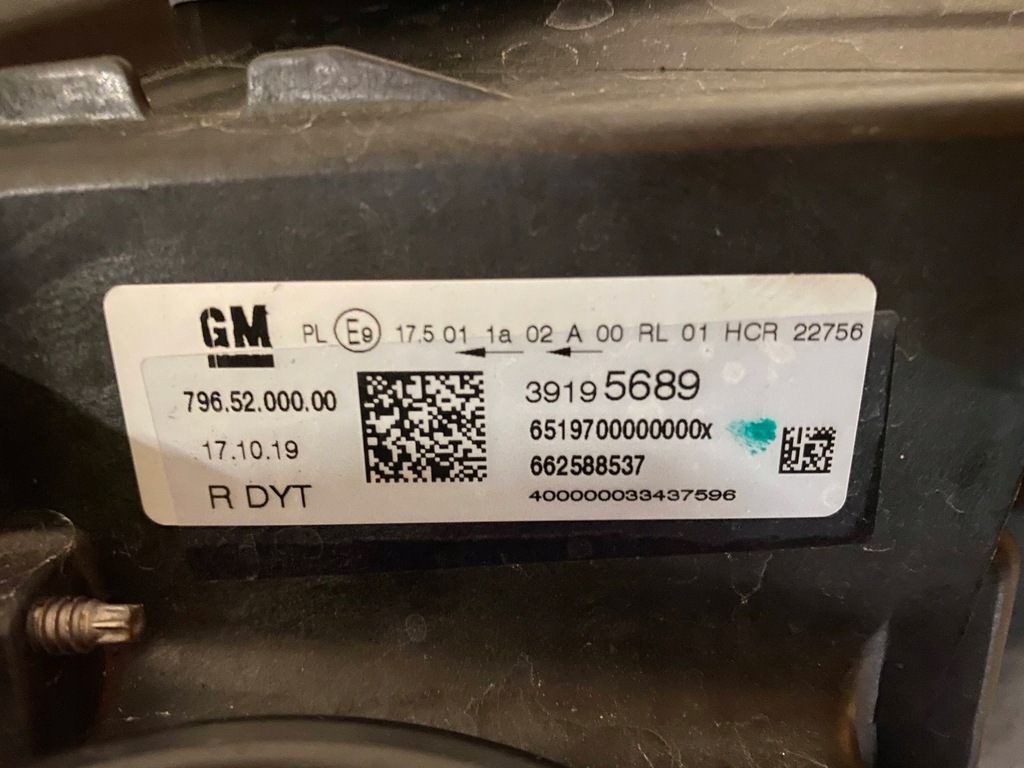 GM PL E9 17.5 01 1a 02 A 00 RL 01 HCR 22756
796.52.000.00
39195689
17.10.19
6519700000000x
662588537
R DYT
400000033437596